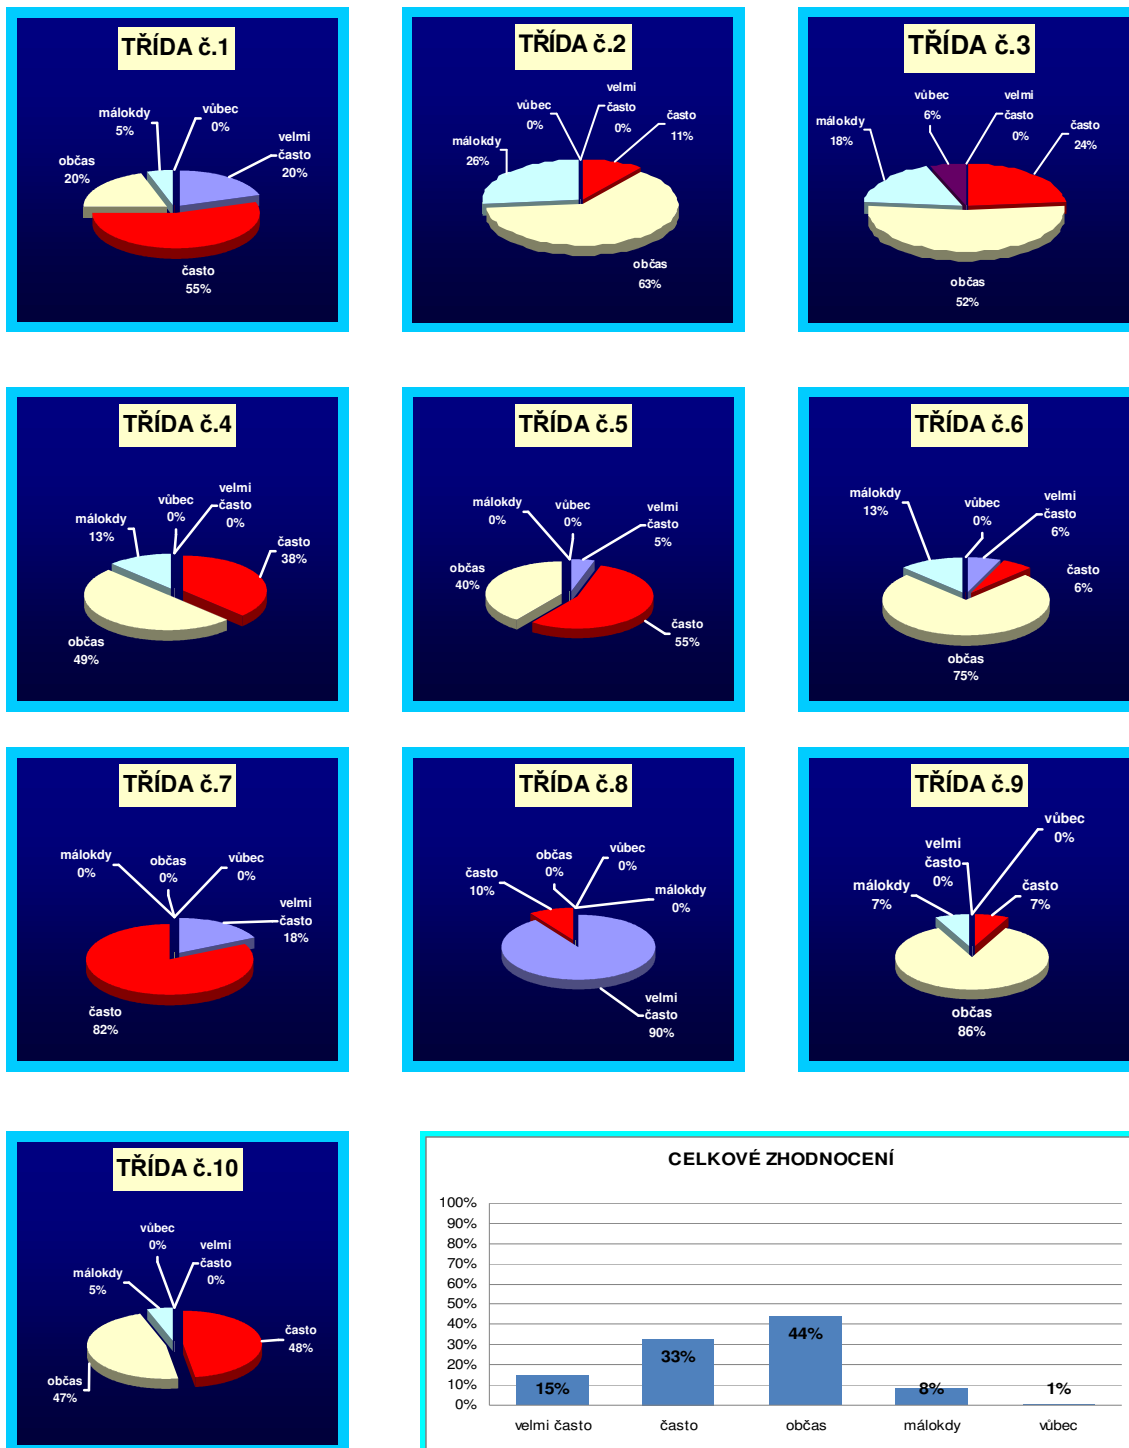 TŘÍDA č.1
málokdy
5%
vůbec
0%
velmi
často
20%
občas
20%
často
55%
TŘÍDA č.2
velmi
často
0%
vůbec
0%
často
11%
málokdy
26%
občas
63%
TŘÍDA č.3
vůbec
6%
velmi
často
0%
málokdy
18%
často
24%
občas
52%
TŘÍDA č.4
vůbec
0%
velmi
často
0%
málokdy
13%
často
38%
občas
49%
TŘÍDA č.5
málokdy
0%
vůbec
0%
velmi
často
5%
občas
40%
často
55%
TŘÍDA č.6
málokdy
13%
vůbec
0%
velmi
často
6%
často
6%
občas
75%
TŘÍDA č.7
málokdy
0%
občas
0%
vůbec
0%
velmi
často
18%
často
82%
TŘÍDA č.8
často
10%
občas
0%
vůbec
0%
málokdy
0%
velmi
často
90%
TŘÍDA č.9
vůbec
0%
velmi
často
0%
málokdy
7%
často
7%
občas
86%
TŘÍDA č.10
vůbec
0%
velmi
často
0%
málokdy
5%
často
48%
občas
47%
CELKOVÉ ZHODNOCENÍ
100%
90%
80%
70%
60%
50%
40%
30%
20%
10%
0%
15%
33%
44%
8%
1%
velmi často
často
občas
málokdy
vůbec